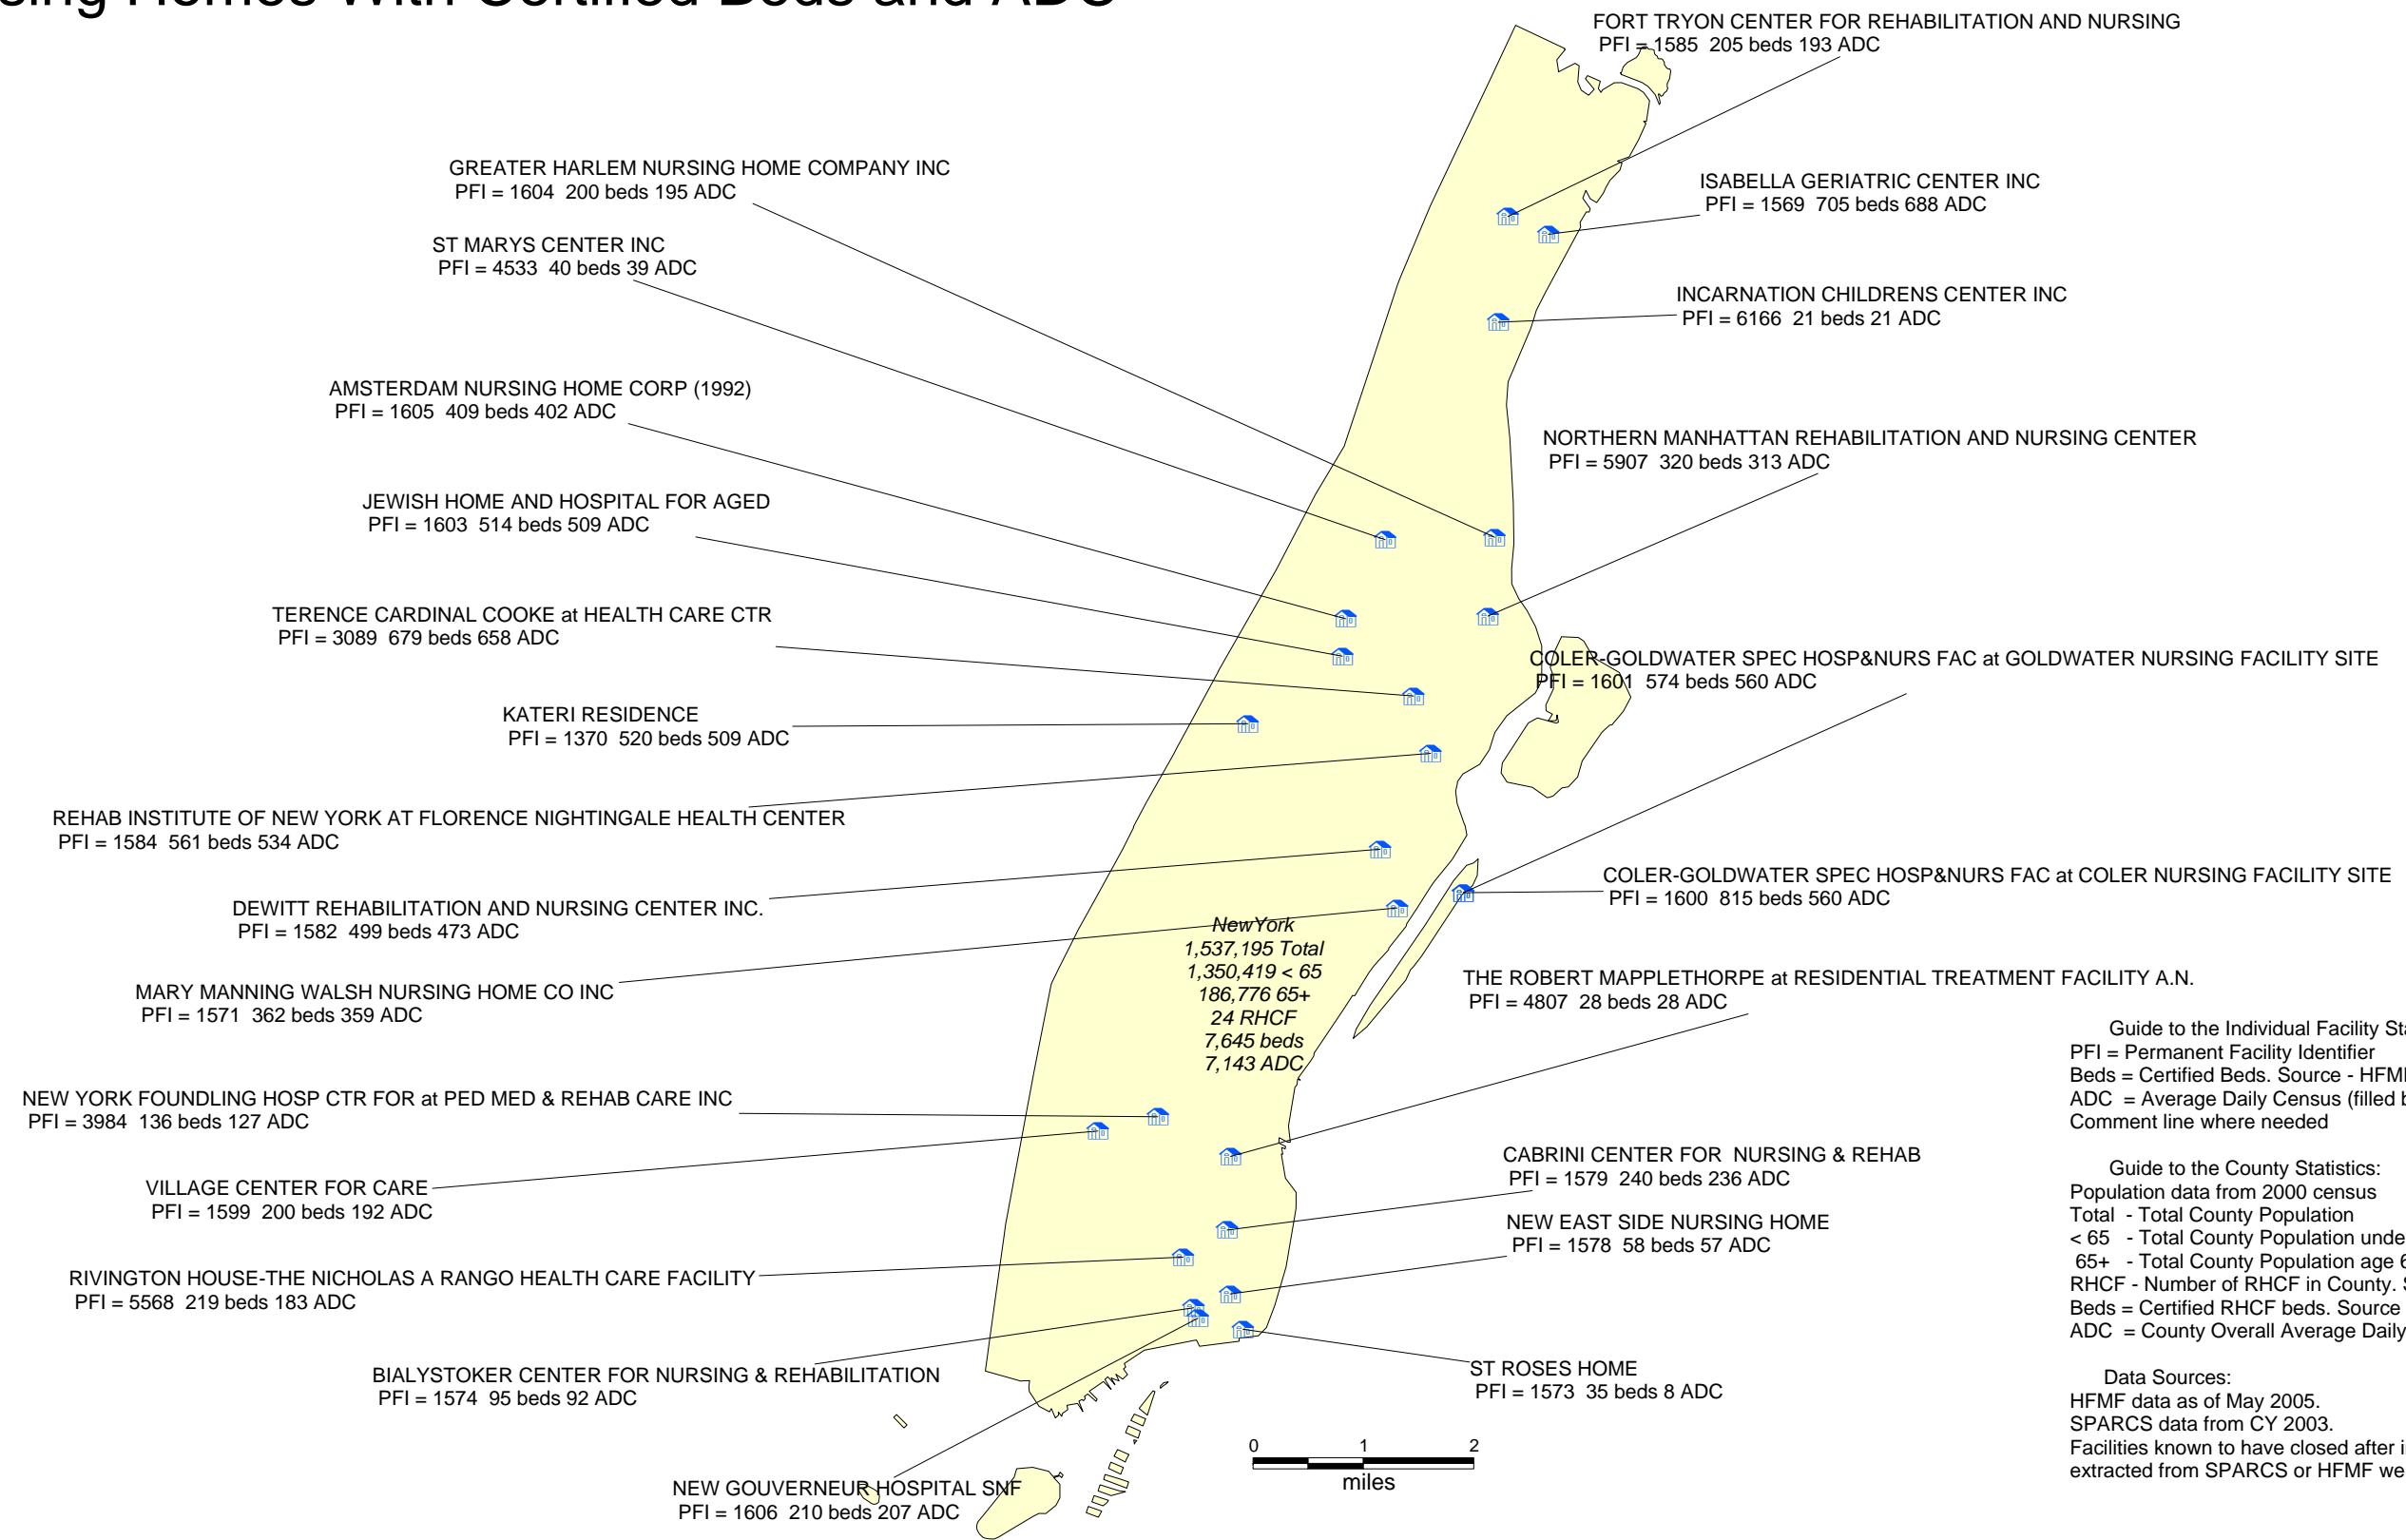 Nursing Homes With Certified Beds and ADC
FORT TRYON CENTER FOR REHABILITATION AND NURSING
PFI = 1585 205 beds 193 ADC
GREATER HARLEM NURSING HOME COMPANY INC
PFI = 1604 200 beds 195 ADC
ISABELLA GERIATRIC CENTER INC
PFI = 1569 705 beds 688 ADC
ST MARYS CENTER INC
PFI = 4533 40 beds 39 ADC
INCARNATION CHILDRENS CENTER INC
PFI = 6166 21 beds 21 ADC
AMSTERDAM NURSING HOME CORP (1992)
PFI = 1605 409 beds 402 ADC
NORTHERN MANHATTAN REHABILITATION AND NURSING CENTER
PFI = 5907 320 beds 313 ADC
JEWISH HOME AND HOSPITAL FOR AGED
PFI = 1603 514 beds 509 ADC
TERENCE CARDINAL COOKE at HEALTH CARE CTR
PFI = 3089 679 beds 658 ADC
COLER-GOLDWATER SPEC HOSP&NURS FAC at GOLDWATER NURSING FACILITY SITE
PFI = 1601 574 beds 560 ADC
KATERI RESIDENCE
PFI = 1370 520 beds 509 ADC
REHAB INSTITUTE OF NEW YORK AT FLORENCE NIGHTINGALE HEALTH CENTER
PFI = 1584 561 beds 534 ADC
COLER-GOLDWATER SPEC HOSP&NURS FAC at COLER NURSING FACILITY SITE
PFI = 1600 815 beds 560 ADC
DEWITT REHABILITATION AND NURSING CENTER INC.
PFI = 1582 499 beds 473 ADC
NewYork
1,537,195 Total
1,350,419 < 65
186,776 65+
24 RHCF
7,645 beds
7,143 ADC
MARY MANNING WALSH NURSING HOME CO INC
PFI = 1571 362 beds 359 ADC
THE ROBERT MAPPLETHORPE at RESIDENTIAL TREATMENT FACILITY A.N.
PFI = 4807 28 beds 28 ADC
NEW YORK FOUNDLING HOSP CTR FOR at PED MED & REHAB CARE INC
PFI = 3984 136 beds 127 ADC
VILLAGE CENTER FOR CARE
PFI = 1599 200 beds 192 ADC
CABRINI CENTER FOR NURSING & REHAB
PFI = 1579 240 beds 236 ADC
NEW EAST SIDE NURSING HOME
PFI = 1578 58 beds 57 ADC
RIVINGTON HOUSE-THE NICHOLAS A RANGO HEALTH CARE FACILITY
PFI = 5568 219 beds 183 ADC
BIALYSTOKER CENTER FOR NURSING & REHABILITATION
PFI = 1574 95 beds 92 ADC
ST ROSES HOME
PFI = 1573 35 beds 8 ADC
NEW GOUVERNEUR HOSPITAL SNF
PFI = 1606 210 beds 207 ADC
0 1 2
miles
Guide to the Individual Facility
PFI = Permanent Facility Identifier
Beds = Certified Beds. Source -
ADC = Average Daily Census (filled
Comment line where needed
Guide to the County Statistics:
Population data from 2000 census
Total - Total County Population
< 65 - Total County Population
65+ - Total County Population age
RHCF - Number of RHCF in County.
Beds = Certified RHCF beds. Source
ADC = County Overall Average Daily
Data Sources:
HFMF data as of May 2005.
SPARCS data from CY 2003.
Facilities known to have closed after
extracted from SPARCS or HFMF